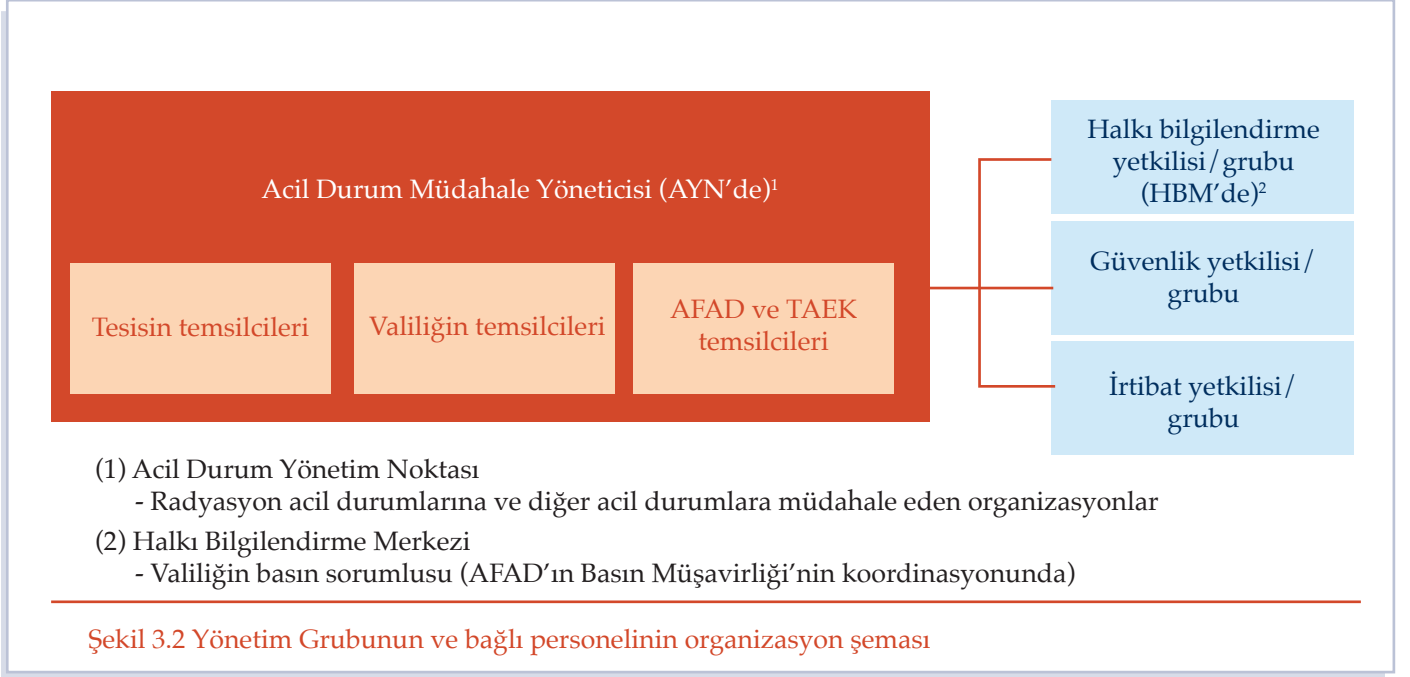 Acil Durum Müdahale Yöneticisi (AYN’de)¹
Tesisin temsilcileri
Valiliğin temsilcileri
AFAD ve TAEK
temsilcileri
Halkı bilgilendirme
yetkilisi/grubu
(HBM’de)²
Güvenlik yetkilisi/
grubu
İrtibat yetkilisi/
grubu
(1) Acil Durum Yönetim Noktası
- Radyasyon acil durumlarına ve diğer acil durumlara müdahale eden organizasyonlar
(2) Halkı Bilgilendirme Merkezi
- Valiliğin basın sorumlusu (AFAD’ın Basın Müşavirliği’nin koordinasyonunda)
Şekil 3.2 Yönetim Grubunun ve bağlı personelinin organizasyon şeması